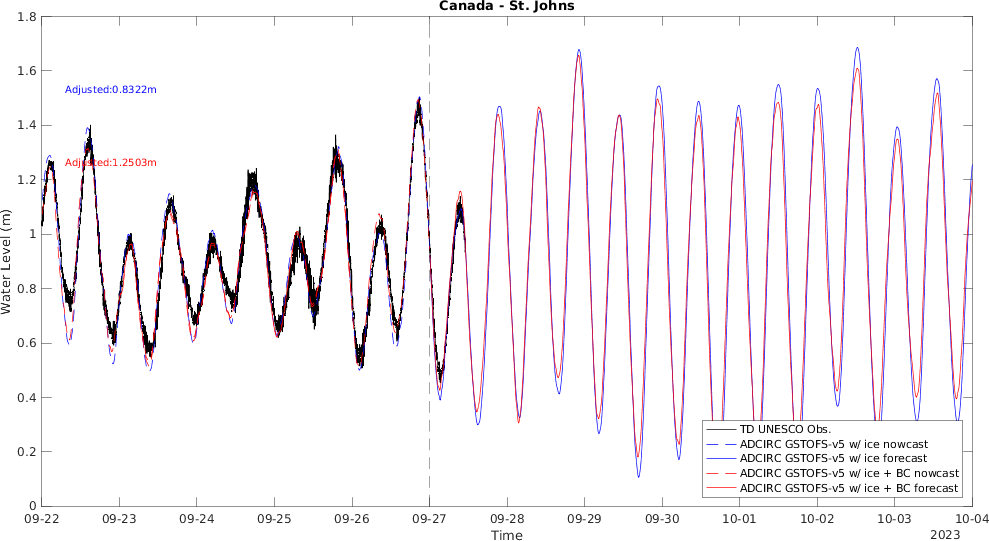 Canada - St. Johns
1.8
1.6
1.4
1.2
1
0.8
0.6
0.4
0.2
0
Water Level (m)
Adjusted:0.8322m
Adjusted:1.2503m
TD UNESCO Obs.
ADCIRC GSTOFS-v5 w/ ice nowcast
ADCIRC GSTOFS-v5 w/ ice forecast
ADCIRC GSTOFS-v5 w/ ice + BC nowcast
ADCIRC GSTOFS-v5 w/ ice + BC forecast
09-22 09-23 09-24 09-25 09-26 09-27 09-28 09-29 09-30 10-01 10-02 10-03 10-04
Time
2023